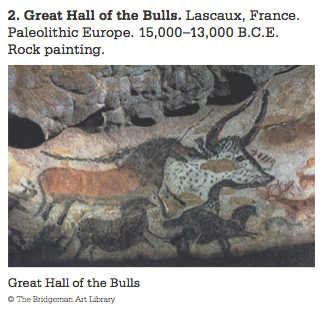 2. Great Hall of the Bulls. Lascaux, France.
Paleolithic Europe. 15,000–13,000 B.C.E.
Rock painting.
Great Hall of the Bulls
© The Bridgeman Art Library